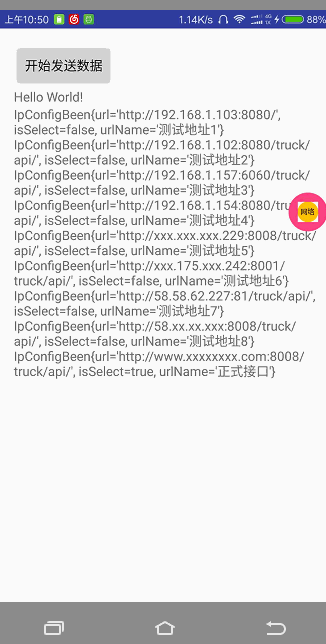 上午10:50
1.14K/s
4G
1X
88%
开始发送数据
Hello World!
IpConfigBeen{url='http://192.168.1.103:8080/',
isSelect=false, urlName='测试地址1'}
IpConfigBeen{url='http://192.168.1.102:8080/truck/
api/', isSelect=false, urlName='测试地址2'}
IpConfigBeen{url='http://192.168.1.157:6060/truck/
api/', isSelect=false, urlName='测试地址3'}
IpConfigBeen{url='http://192.168.1.154:8080/tru
api/', isSelect=false, urlName='测试地址4'}
网络
IpConfigBeen{url='http://xxx.xxx.xxx.229:8008/truck/
api/', isSelect=false, urlName='测试地址5'}
IpConfigBeen{url='http://xxx.175.xxx.242:8001/
truck/api/', isSelect=false, urlName='测试地址6'}
IpConfigBeen{url='http://58.58.62.227:81/truck/api/',
isSelect=false, urlName='测试地址7'}
IpConfigBeen{url='http://58.xx.xx.xxx:8008/truck/
api/', isSelect=false, urlName='测试地址8'}
IpConfigBeen{url='http://www.xxxxxxxx.com:8008/
truck/api/', isSelect=true, urlName='正式接口'}